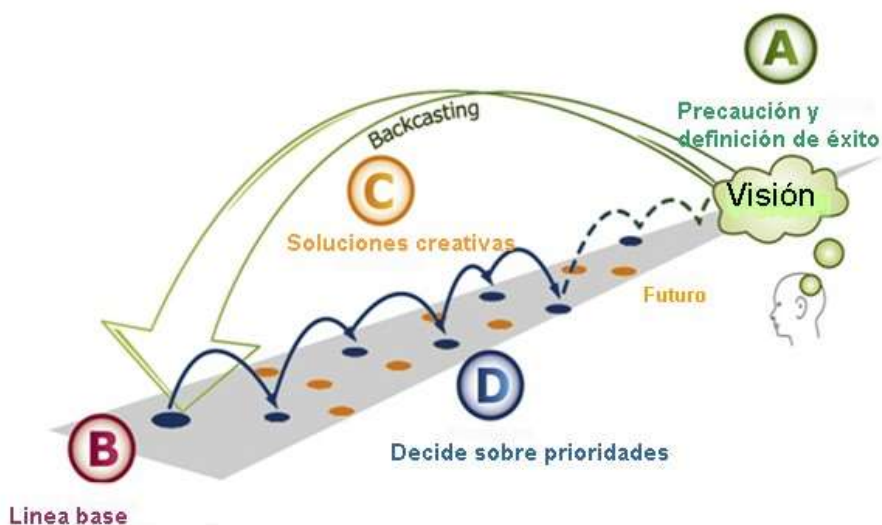 A
Precaución y
definición de éxito
Backcasting
Visión
C
Soluciones creativas
Futuro
D
Decide sobre prioridades
B
Linea base